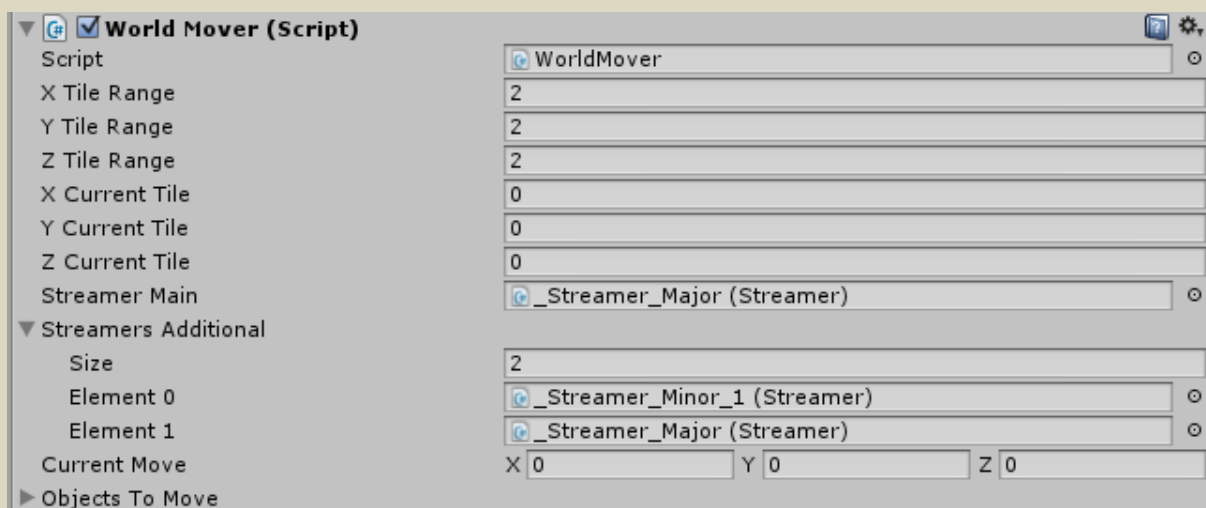 World Mover (Script)
Script WorldMover
X Tile Range 2
Y Tile Range 2
Z Tile Range 2
X Current Tile 0
Y Current Tile 0
Z Current Tile 0
Streamer Main _Streamer_Major (Streamer)
Streamers Additional
Size 2
Element 0 _Streamer_Minor_1 (Streamer)
Element 1 _Streamer_Major (Streamer)
Current Move X 0 Y 0 Z 0
Objects To Move